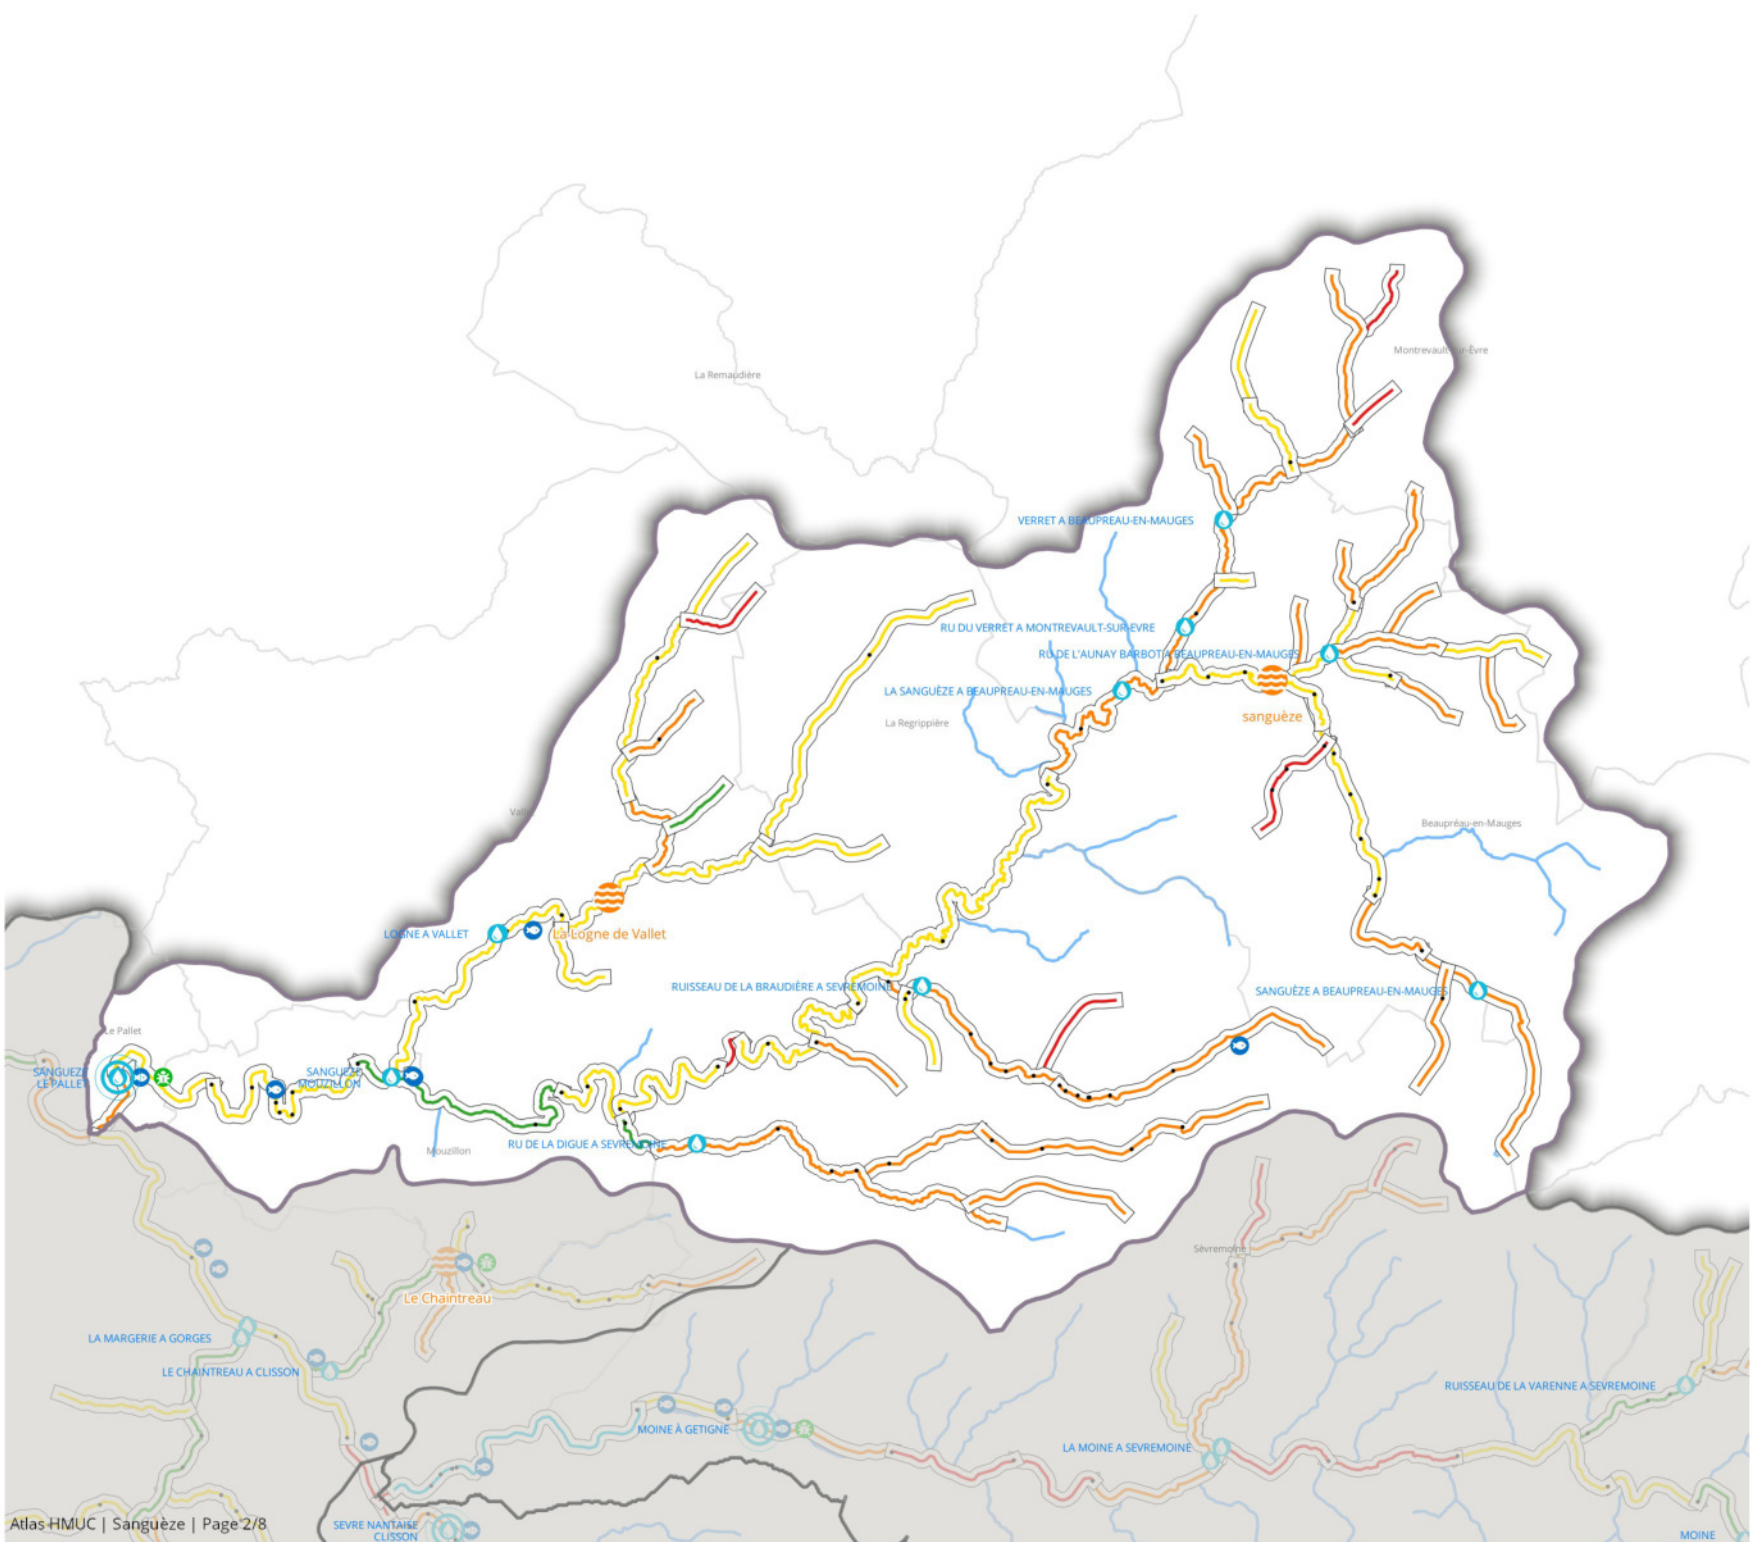 Montrevault-sur-Èvre
La Remaudière
VERRET A BEAUPREAU-EN-MAUGES
RU DU VERRET A MONTREVAULT-SUR-EVRE
RU DE L'AUNAY BARBOT A BEAUPREAU-EN-MAUGES
LA SANGUÈZE A BEAUPREAU-EN-MAUGES
sanguèze
La Regrippière
Beaupréau-en-Mauges
LOGNE A VALLET
La Logne de Vallet
RUISSEAU DE LA BRAUDIÈRE A SEVREMOINE
SANGUÈZE A BEAUPREAU-EN-MAUGES
Le Pallet
SANGUEZE
LE PALLET
SANGUEZE
MOUZILLON
RU DE LA DIGUE A SEVREMOINE
Mouzillon
Sèvremoine
Le Chaintreau
LA MARGERIE A GORGES
LE CHAINTREAU A CLISSON
RUISSEAU DE LA VARENNE A SEVREMOINE
MOINE À GETIGNE
LA MOINE A SEVREMOINE
Atlas HMUC | Sanguèze | Page 2/8
SEVRE NANTAISE
CLISSON
MOINE